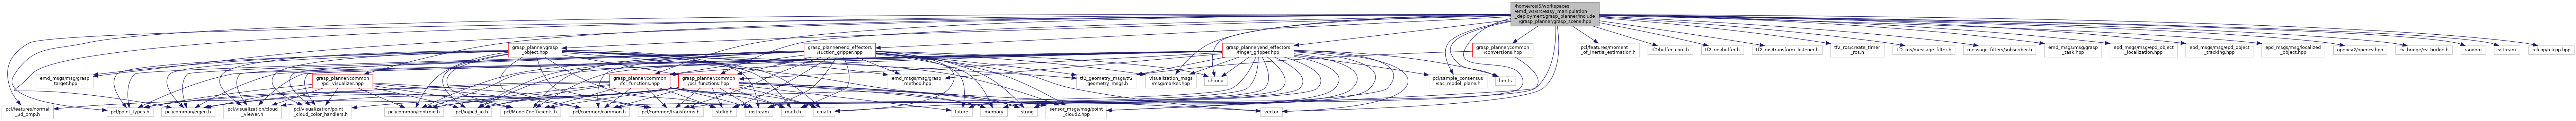 /home/rosi5/workspaces
/emd_ws/src/easy_manipulation
_deployment/grasp_planner/include
/grasp_planner/grasp_scene.hpp
grasp_planner/grasp
_object.hpp
grasp_planner/end_effectors
/suction_gripper.hpp
grasp_planner/end_effectors
/finger_gripper.hpp
grasp_planner/common
/conversions.hpp
pcl/features/moment
_of_inertia_estimation.h
tf2/buffer_core.h
tf2_ros/buffer.h
tf2_ros/transform_listener.h
tf2_ros/create_timer
_ros.h
tf2_ros/message_filter.h
message_filters/subscriber.h
emd_msgs/msg/grasp
_task.hpp
epd_msgs/msg/epd_object
_localization.hpp
epd_msgs/msg/epd_object
_tracking.hpp
epd_msgs/msg/localized
_object.hpp
opencv2/opencv.hpp
cv_bridge/cv_bridge.h
random
sstream
rclcpp/rclcpp.hpp
emd_msgs/msg/grasp
_target.hpp
grasp_planner/common
/pcl_visualizer.hpp
grasp_planner/common
/fcl_functions.hpp
grasp_planner/common
/pcl_functions.hpp
emd_msgs/msg/grasp
_method.hpp
tf2_geometry_msgs/tf2
_geometry_msgs.h
visualization_msgs
/msg/marker.hpp
chrono
pcl/sample_consensus
/sac_model_plane.h
limits
pcl/features/normal
_3d_omp.h
pcl/point_types.h
pcl/common/eigen.h
pcl/visualization/cloud
_viewer.h
pcl/visualization/point
_cloud_color_handlers.h
pcl/common/centroid.h
pcl/io/pcd_io.h
pcl/ModelCoefficients.h
pcl/common/common.h
pcl/common/transforms.h
stdlib.h
iostream
math.h
cmath
future
memory
string
sensor_msgs/msg/point
_cloud2.hpp
vector